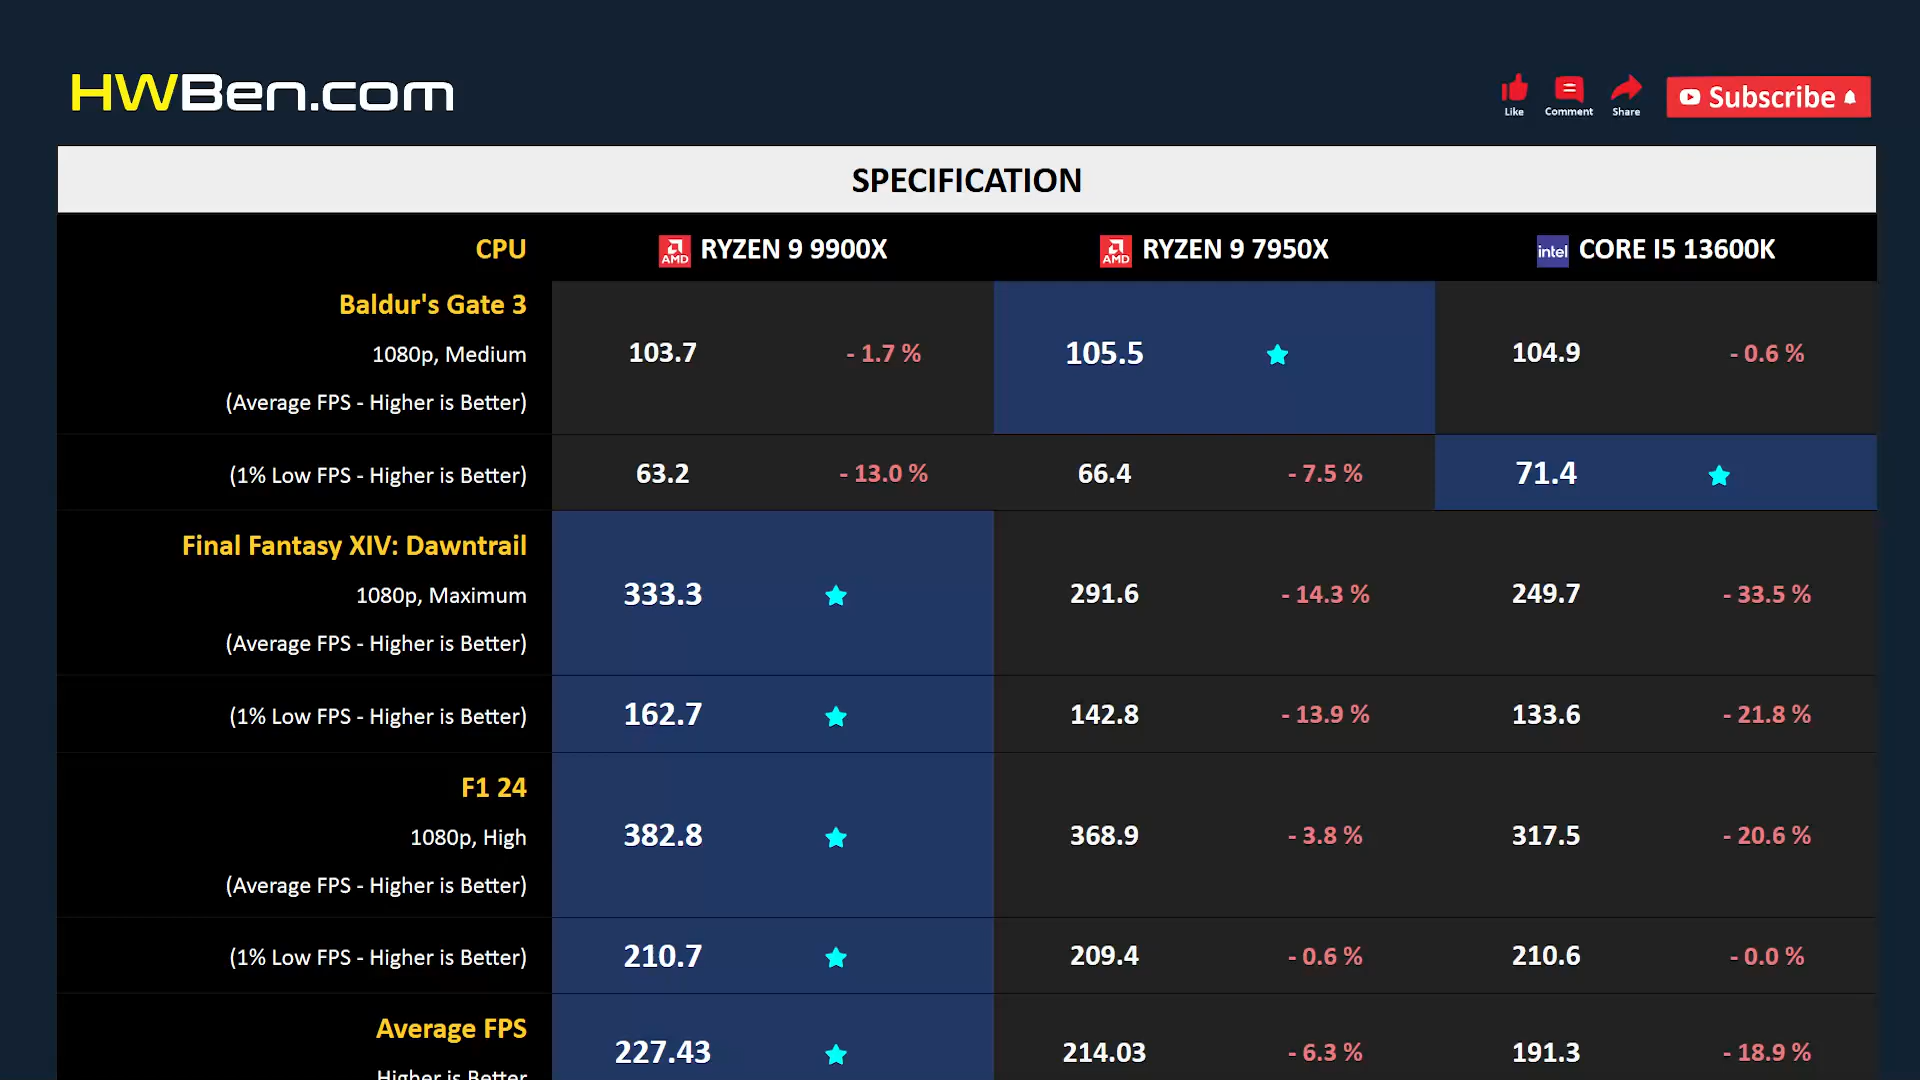 HWBen.com
Like
Comment
Share
Subscribe
SPECIFICATION
CPU AMD RYZEN 9 9900X AMD RYZEN 9 7950X intel CORE I5 13600K
Baldur's Gate 3
1080p, Medium 103.7 - 1.7 % 105.5 104.9 - 0.6 %
(Average FPS - Higher is Better)
(1% Low FPS - Higher is Better) 63.2 - 13.0 % 66.4 - 7.5 % 71.4
Final Fantasy XIV: Dawntrail
1080p, Maximum 333.3 291.6 - 14.3 % 249.7 - 33.5 %
(Average FPS - Higher is Better)
(1% Low FPS - Higher is Better) 162.7 142.8 - 13.9 % 133.6 - 21.8 %
F1 24
1080p, High 382.8 368.9 - 3.8 % 317.5 - 20.6 %
(Average FPS - Higher is Better)
(1% Low FPS - Higher is Better) 210.7 209.4 - 0.6 % 210.6 - 0.0 %
Average FPS
227.43 214.03 - 6.3 % 191.3 - 18.9 %
Higher is Better